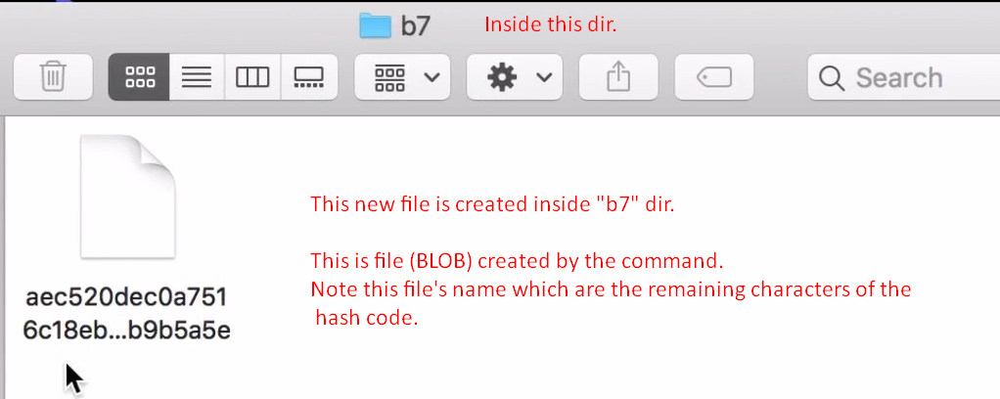 b7 Inside this dir.
Search
This new file is created inside "b7" dir.
This is file (BLOB) created by the command.
Note this file's name which are the remaining characters of the
hash code.
aec520dec0a751
6c18eb...b9b5a5e